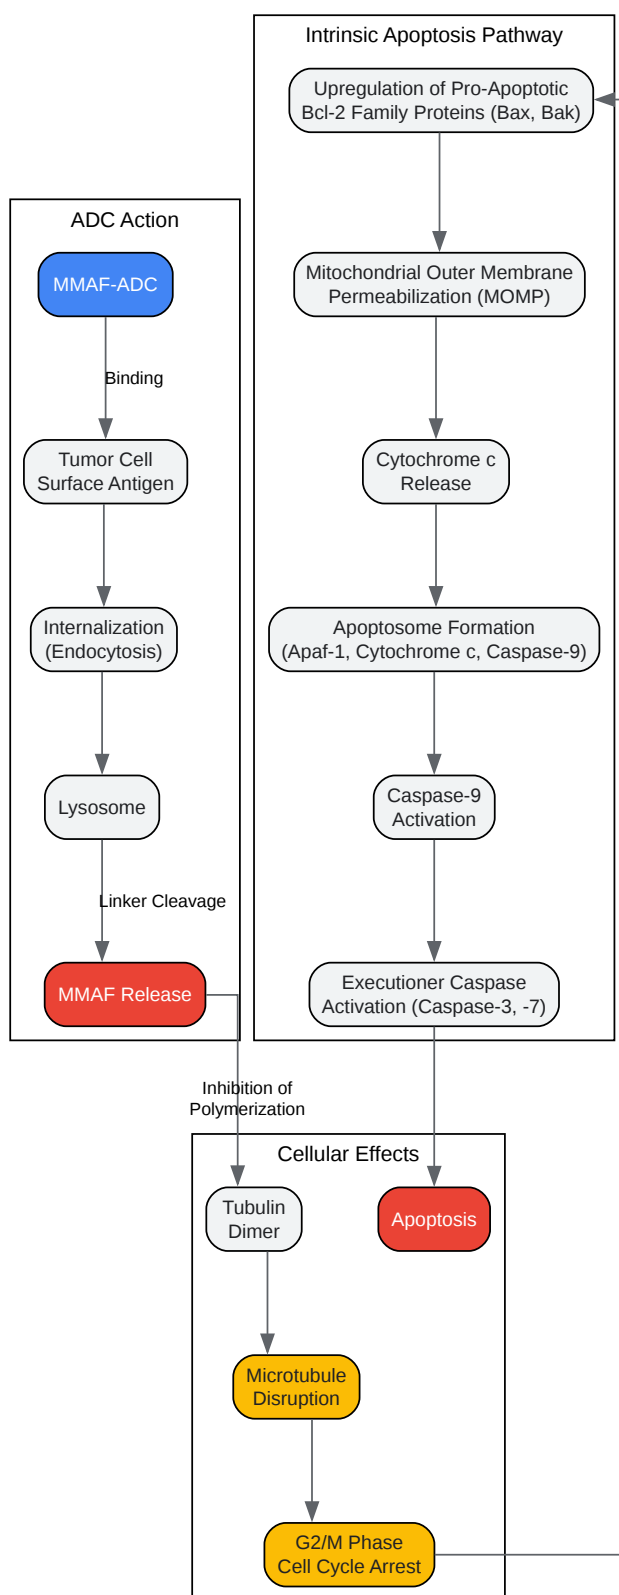 Intrinsic Apoptosis Pathway
Upregulation of Pro-Apoptotic
Bcl-2 Family Proteins (Bax, Bak)
Mitochondrial Outer Membrane
Permeabilization (MOMP)
Cytochrome c
Release
Apoptosome Formation
(Apaf-1, Cytochrome c, Caspase-9)
Caspase-9
Activation
Executioner Caspase
Activation (Caspase-3, -7)
ADC Action
MMAF-ADC
Binding
Tumor Cell
Surface Antigen
Internalization
(Endocytosis)
Lysosome
Linker Cleavage
MMAF Release
Inhibition of
Polymerization
Cellular Effects
Tubulin
Dimer
Apoptosis
Microtubule
Disruption
G2/M Phase
Cell Cycle Arrest